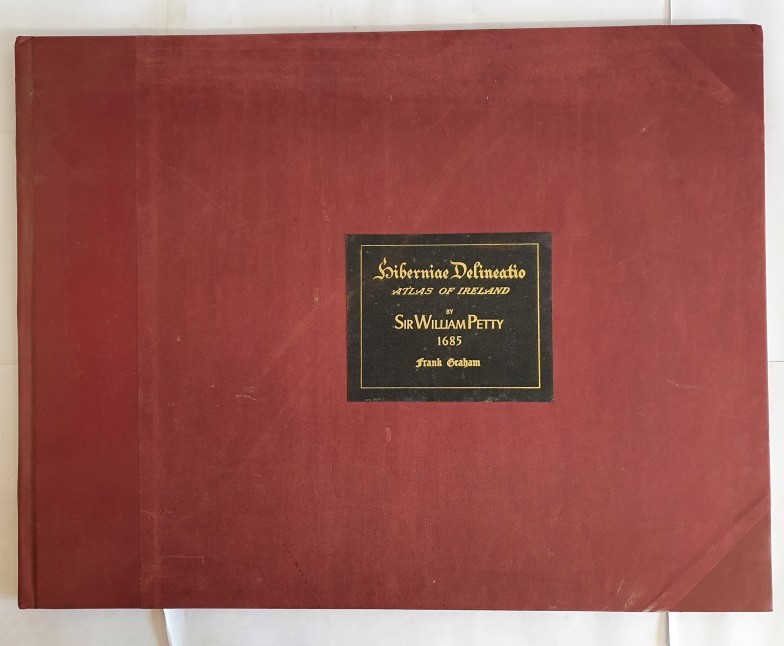 Hiberniae Delineatio
ATLAS OF IRELAND
BY
SIR WILLIAM PETTY
1685
Frank Graham